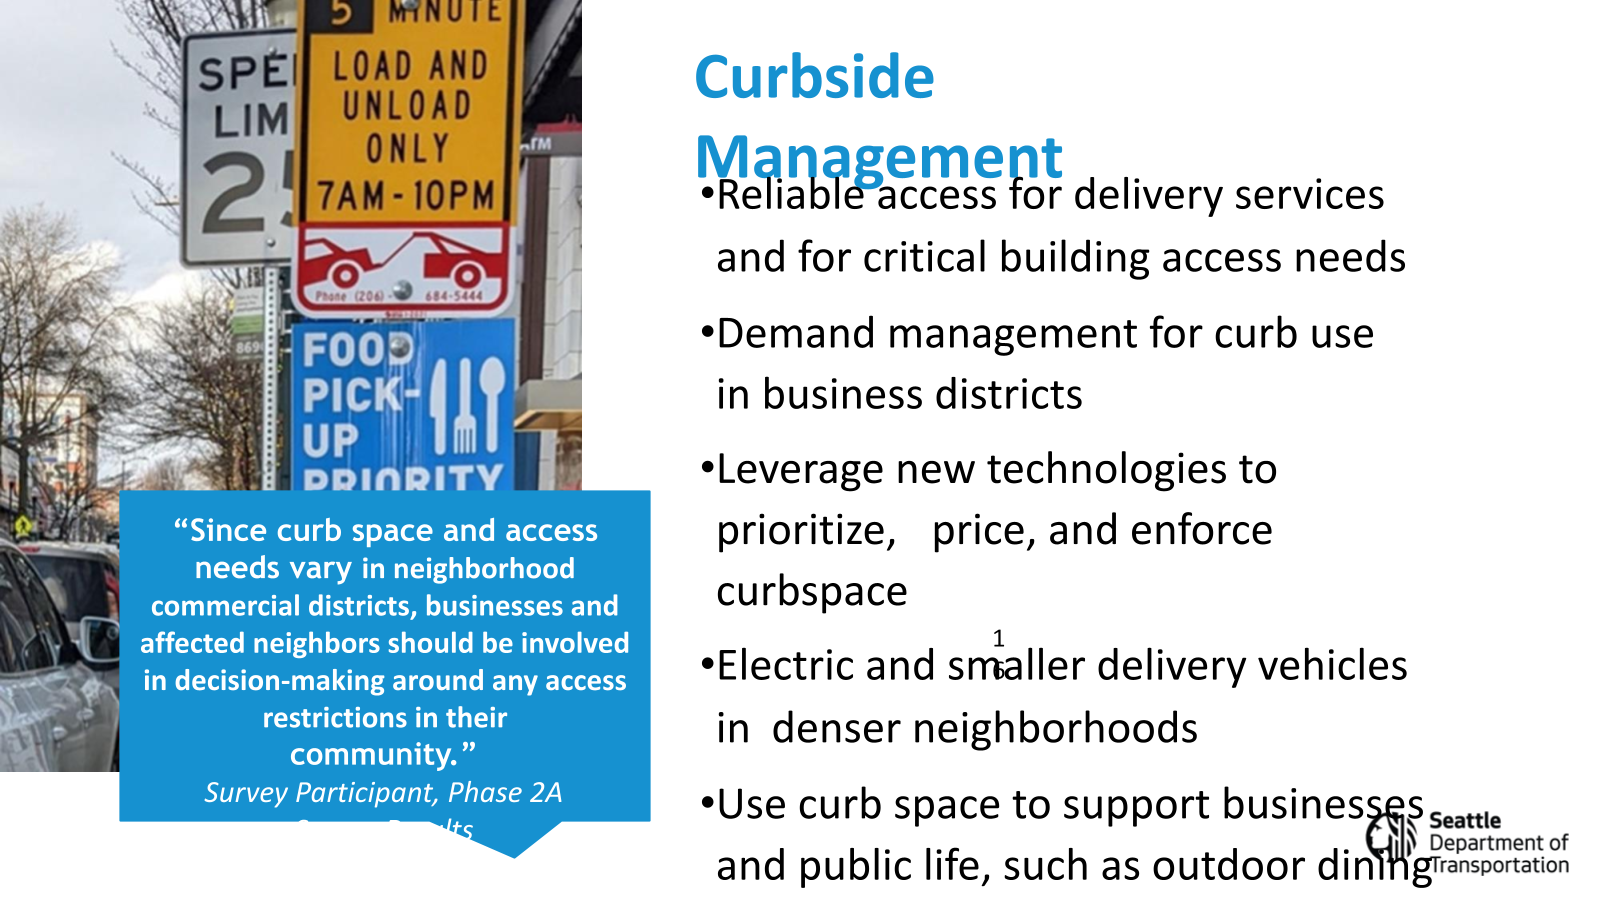 5 MINUTE
LOAD AND
UNLOAD
ONLY
7AM - 10PM
Phone (206) - 684-5444
SPE
LIM
25
FOOD
PICK-
UP
PRIORITY
“Since curb space and access
needs vary in neighborhood
commercial districts, businesses and
affected neighbors should be involved
in decision-making around any access
restrictions in their
community.”
Survey Participant, Phase 2A
Curbside
Management
•Reliable access for delivery services
and for critical building access needs
•Demand management for curb use
in business districts
•Leverage new technologies to
prioritize, price, and enforce
curbspace
•Electric and smaller delivery vehicles
in denser neighborhoods
•Use curb space to support businesses
and public life, such as outdoor dining
1
6
Seattle
Department of
Transportation